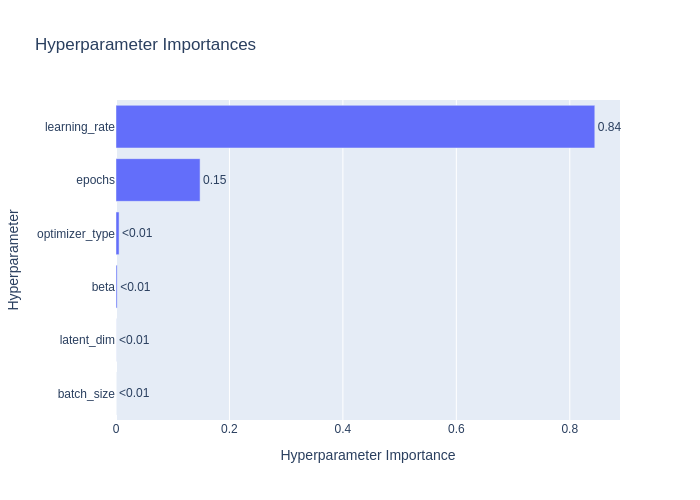 Hyperparameter Importances
learning_rate 0.84
epochs 0.15
optimizer_type <0.01
beta <0.01
latent_dim <0.01
batch_size <0.01
0 0.2 0.4 0.6 0.8
Hyperparameter Importance
Hyperparameter